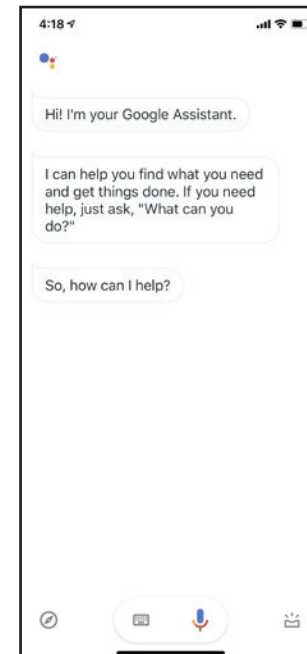 4:18
Hi! I'm your Google Assistant.
I can help you find what you need
and get things done. If you need
help, just ask, "What can you
do?"
So, how can I help?